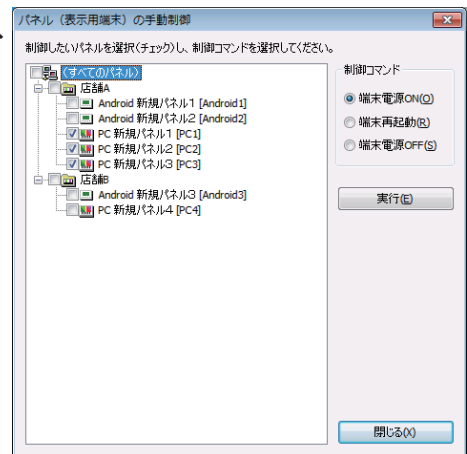 パネル（表示用端末）の手動制御
制御したいパネルを選択（チェック）し、制御コマンドを選択してください。
（すべてのパネル）
店舗A
Android 新規パネル1 [Android1]
Android 新規パネル2 [Android2]
PC 新規パネル1 [PC1]
PC 新規パネル2 [PC2]
PC 新規パネル3 [PC3]
店舗B
Android 新規パネル3 [Android3]
PC 新規パネル4 [PC4]
制御コマンド
端末電源ON(O)
端末再起動(R)
端末電源OFF(S)
実行(E)
閉じる(X)